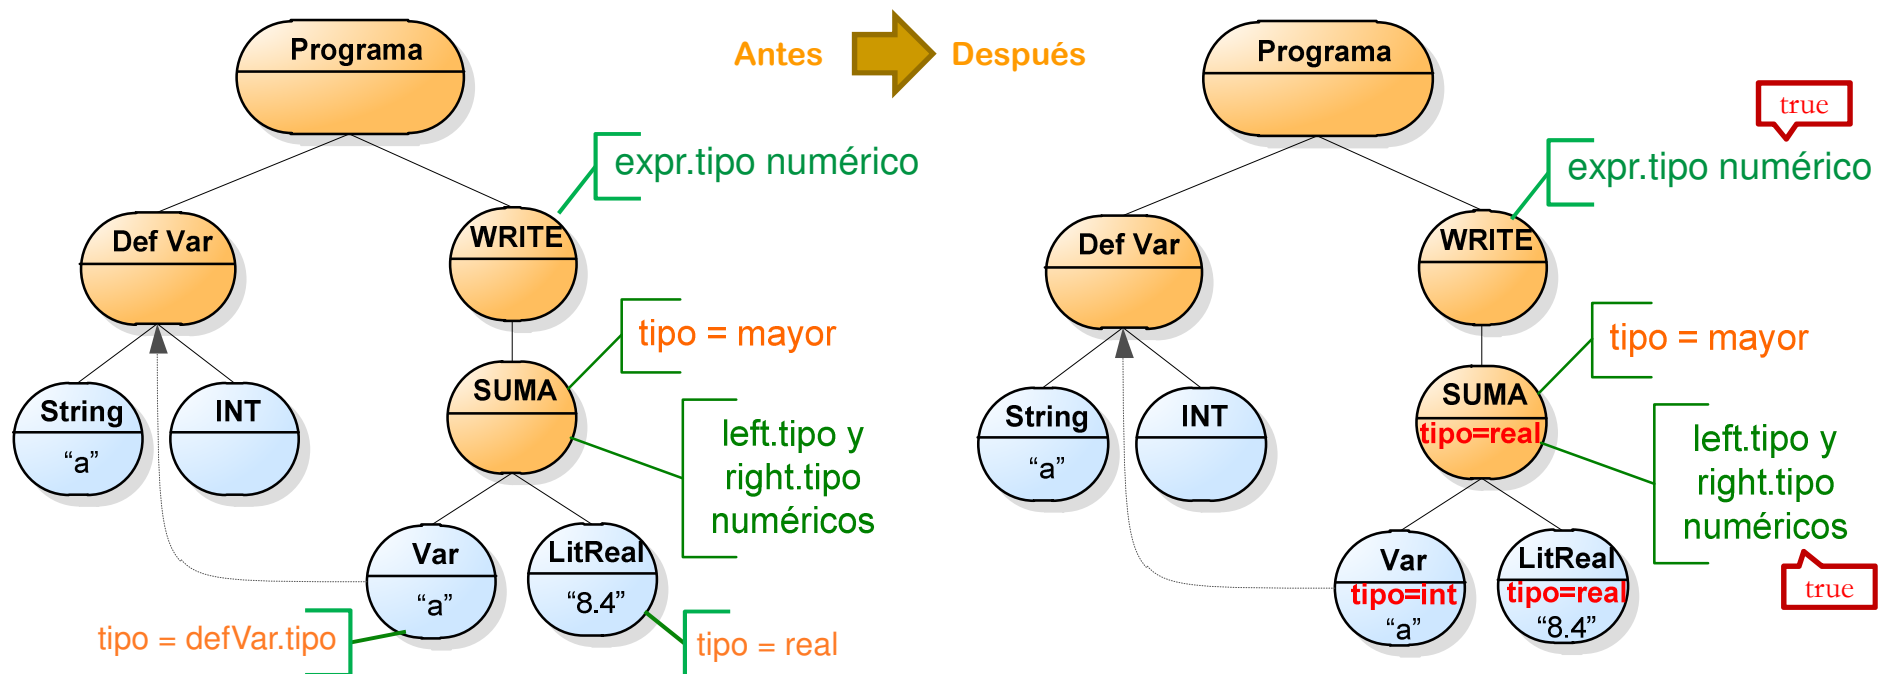 Programa
Antes
Después
Programa
true
expr.tipo numérico
expr.tipo numérico
Def Var
WRITE
Def Var
WRITE
tipo = mayor
tipo = mayor
String
INT
SUMA
String
INT
SUMA
“a”
“a”
tipo=real
left.tipo y
right.tipo
numéricos
left.tipo y
right.tipo
numéricos
Var
LitReal
Var
LitReal
“a”
“8.4”
tipo=int
tipo=real
true
“a”
“8.4”
tipo = defVar.tipo
tipo = real